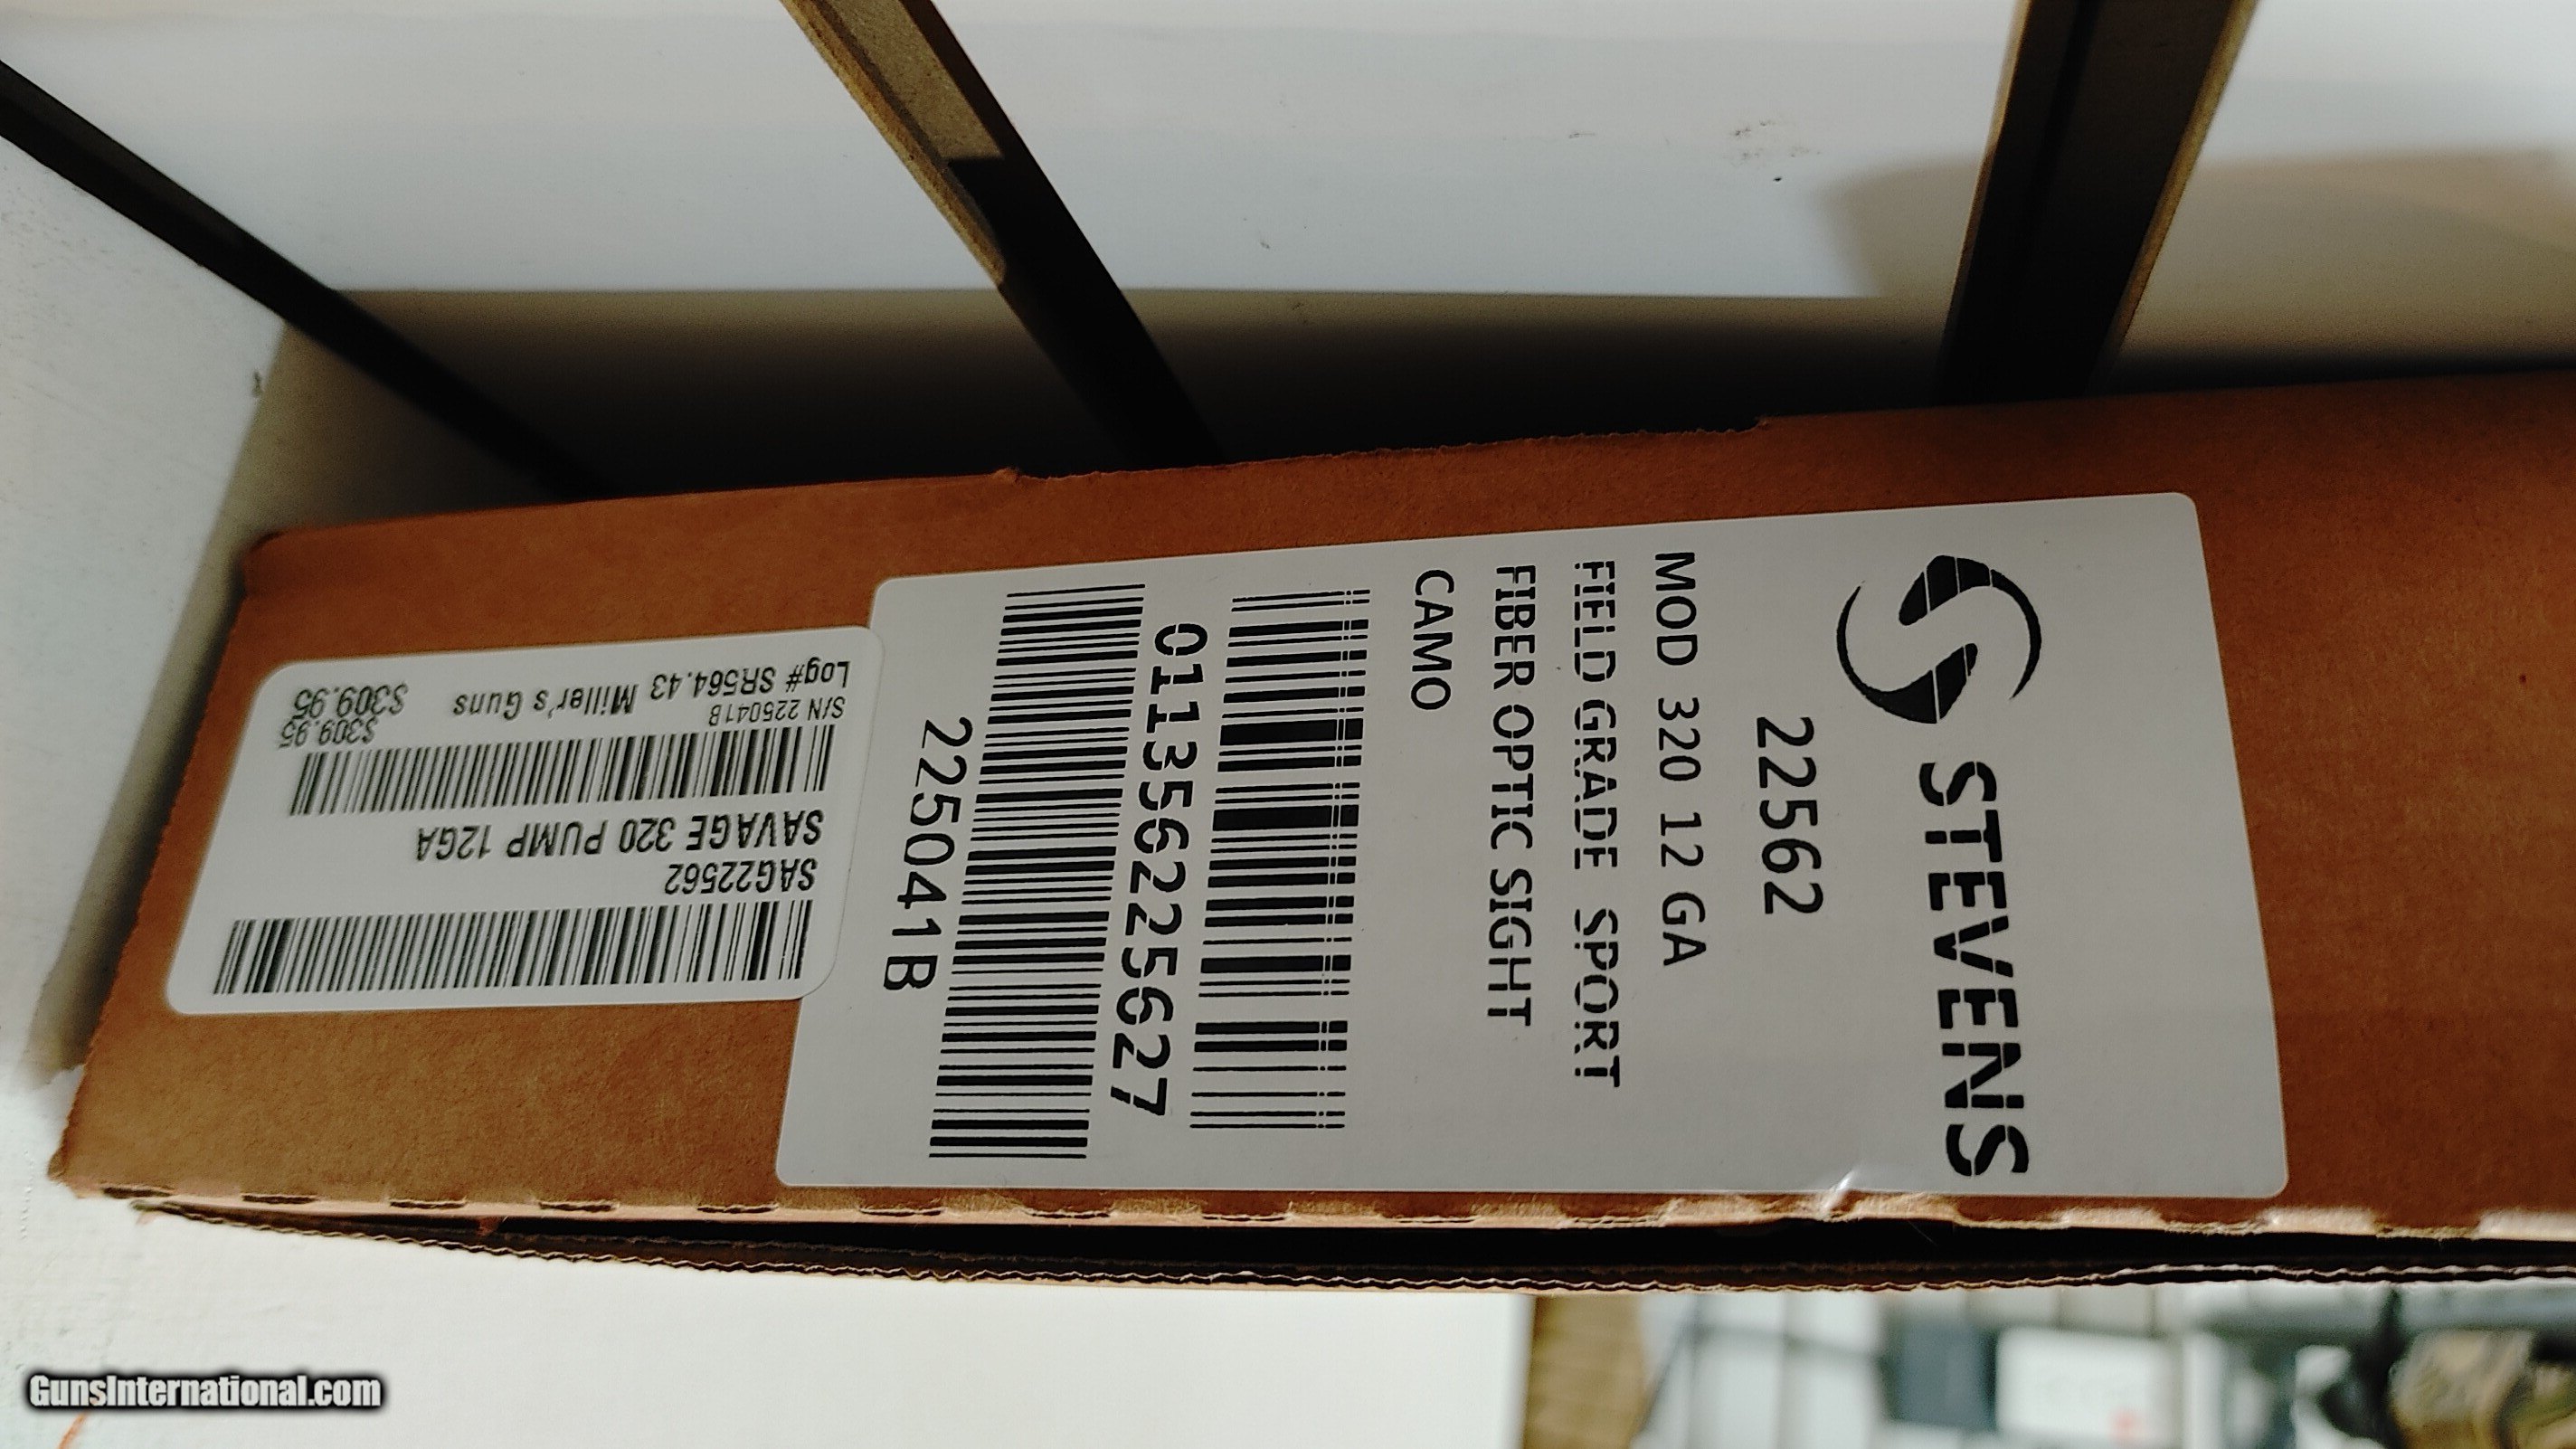 STEVENS
22562
MOD 320 12 GA
FIELD GRADE SPORT
FIBER OPTIC SIGHT
CAMO
011356225627
225041B
Log# SR564.43 Miller's Guns $309.95
S/N 225041B $309.95
SAVAGE 320 PUMP 12GA
SAG22562
GunsInternational.com